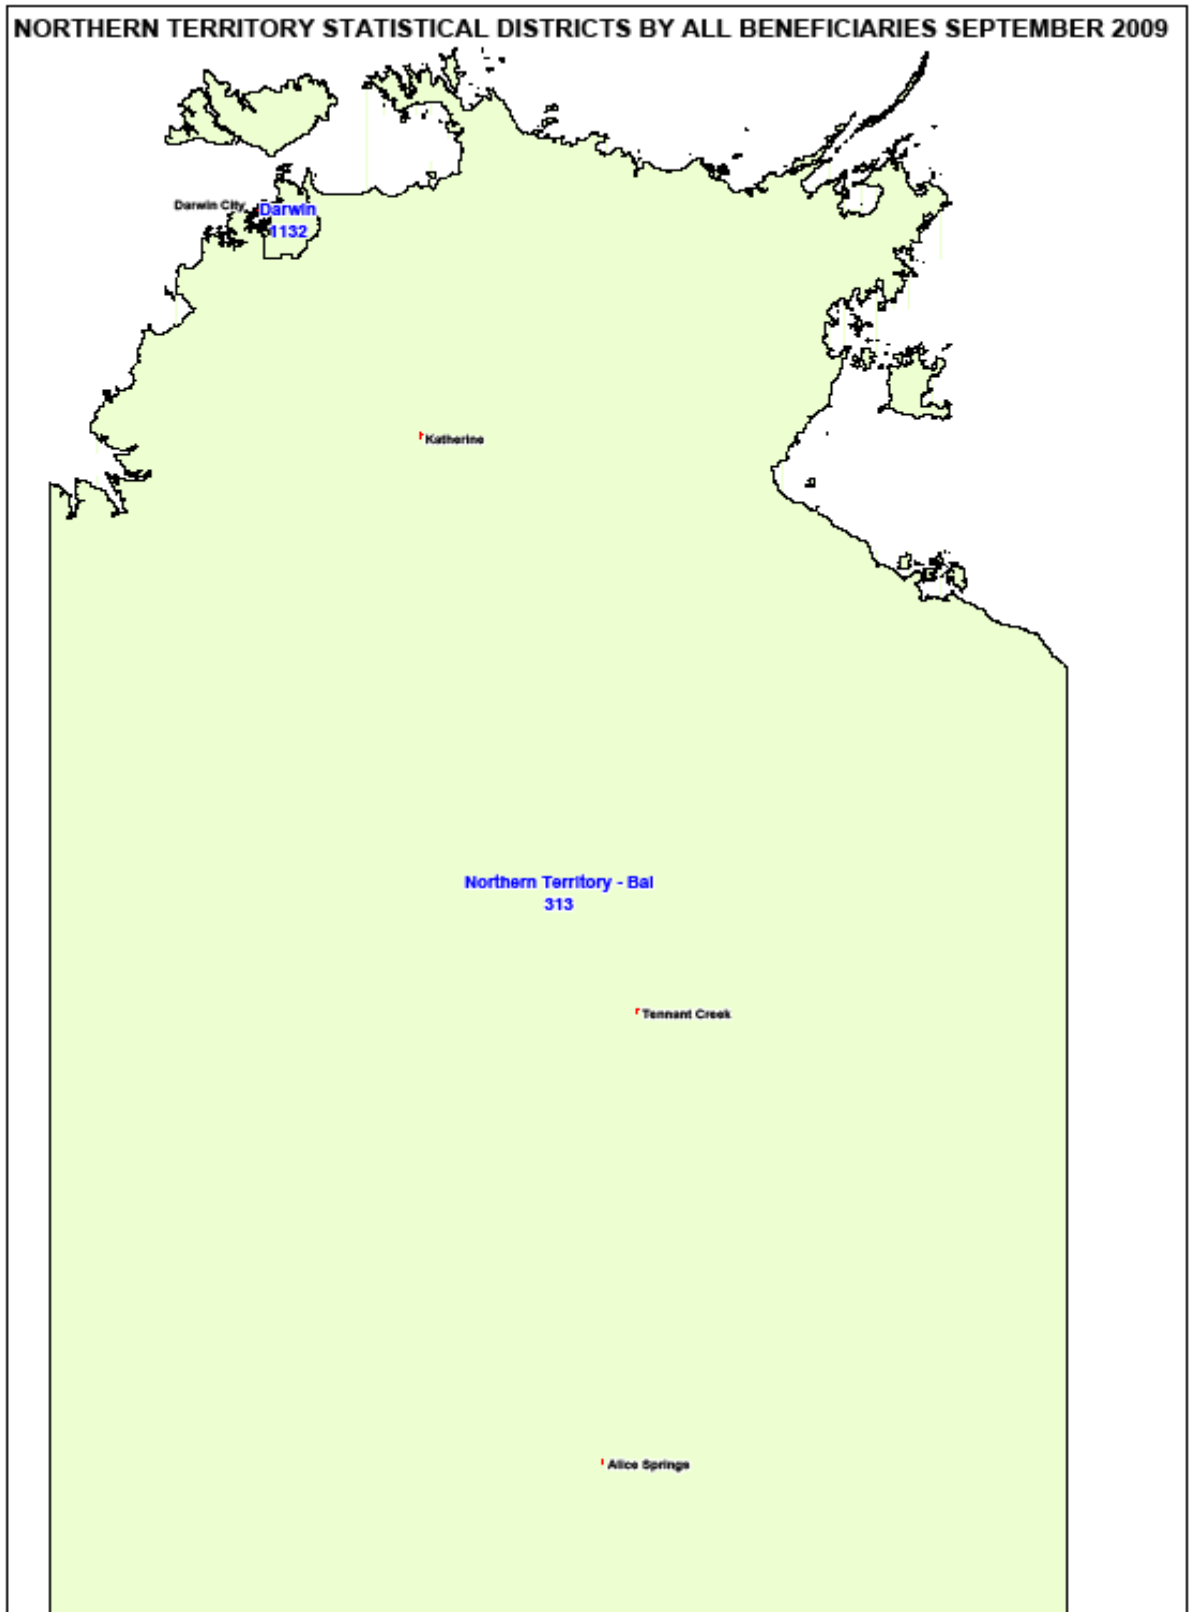 NORTHERN TERRITORY STATISTICAL DISTRICTS BY ALL BENEFICIARIES SEPTEMBER 2009
Darwin City
Darwin
1132
Katherine
Northern Territory - Bal
313
Tennant Creek
Alice Springs